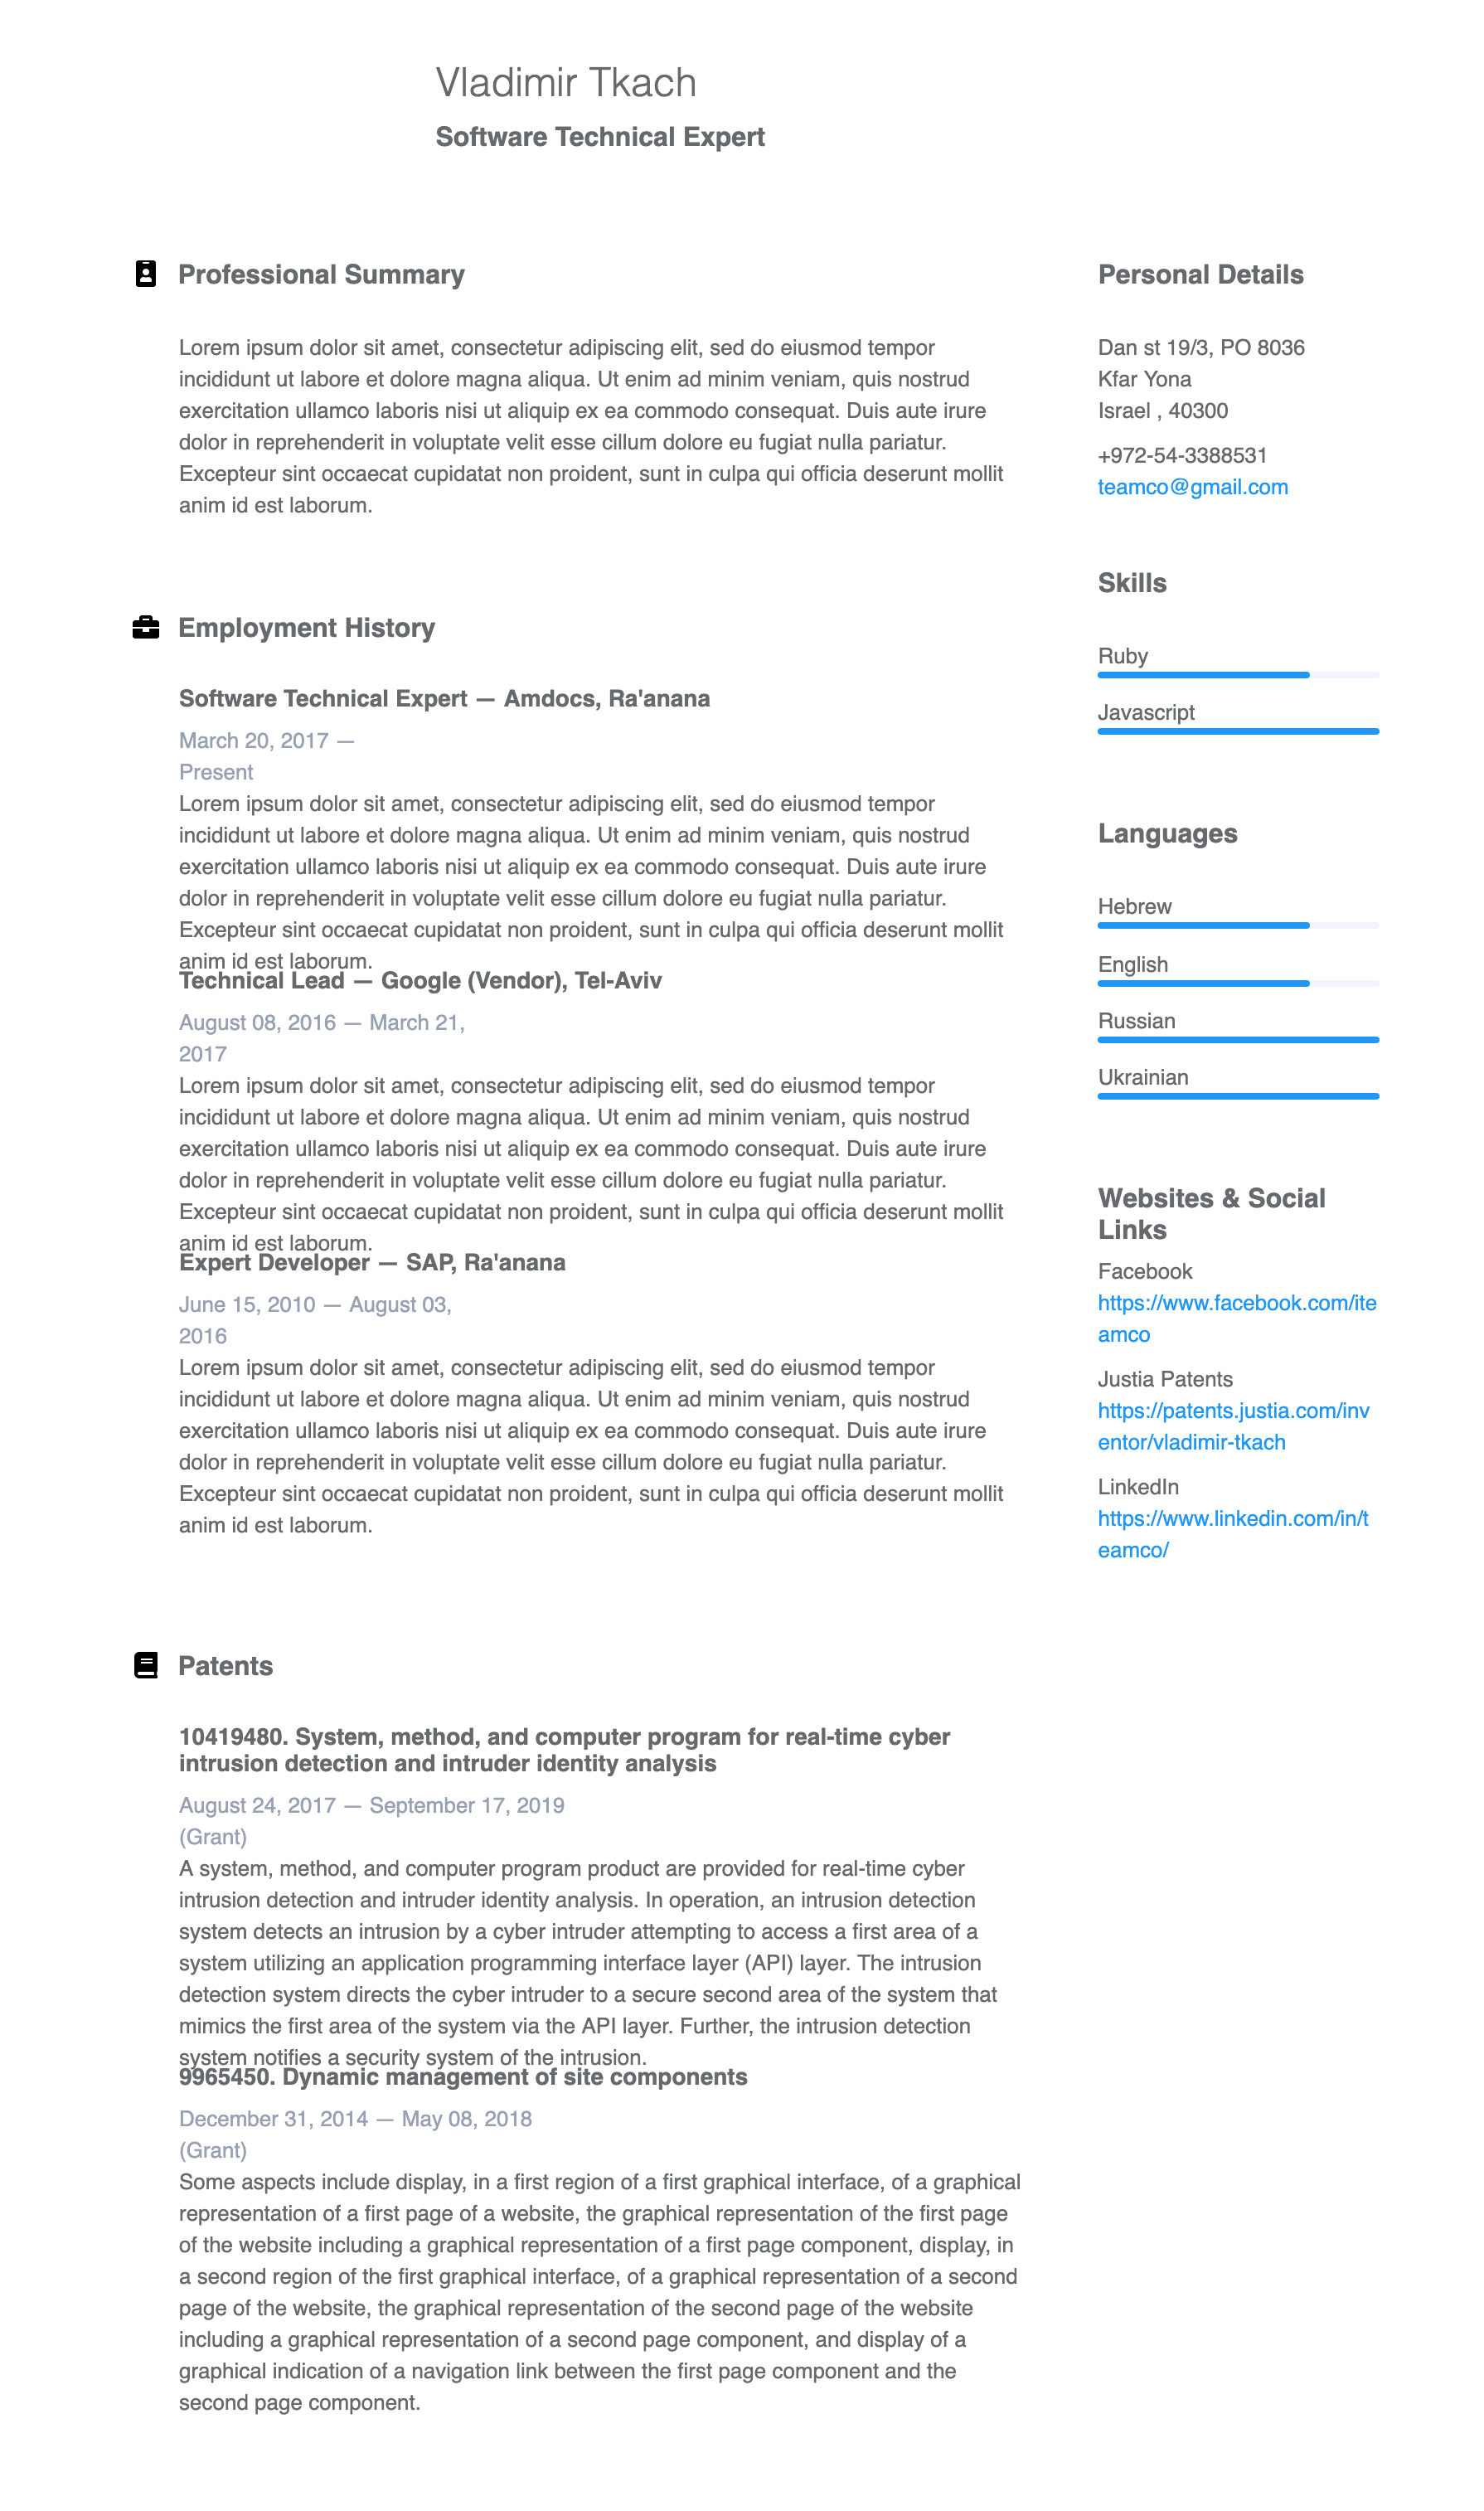 Vladimir Tkach
Software Technical Expert
Professional Summary
Lorem ipsum dolor sit amet, consectetur adipiscing elit, sed do eiusmod tempor
incididunt ut labore et dolore magna aliqua. Ut enim ad minim veniam, quis nostrud
exercitation ullamco laboris nisi ut aliquip ex ea commodo consequat. Duis aute irure
dolor in reprehenderit in voluptate velit esse cillum dolore eu fugiat nulla pariatur.
Excepteur sint occaecat cupidatat non proident, sunt in culpa qui officia deserunt mollit
anim id est laborum.
Employment History
Software Technical Expert — Amdocs, Ra'anana
March 20, 2017 —
Present
Lorem ipsum dolor sit amet, consectetur adipiscing elit, sed do eiusmod tempor
incididunt ut labore et dolore magna aliqua. Ut enim ad minim veniam, quis nostrud
exercitation ullamco laboris nisi ut aliquip ex ea commodo consequat. Duis aute irure
dolor in reprehenderit in voluptate velit esse cillum dolore eu fugiat nulla pariatur.
Excepteur sint occaecat cupidatat non proident, sunt in culpa qui officia deserunt mollit
anim id est laborum.
Technical Lead — Google (Vendor), Tel-Aviv
August 08, 2016 — March 21,
2017
Lorem ipsum dolor sit amet, consectetur adipiscing elit, sed do eiusmod tempor
incididunt ut labore et dolore magna aliqua. Ut enim ad minim veniam, quis nostrud
exercitation ullamco laboris nisi ut aliquip ex ea commodo consequat. Duis aute irure
dolor in reprehenderit in voluptate velit esse cillum dolore eu fugiat nulla pariatur.
Excepteur sint occaecat cupidatat non proident, sunt in culpa qui officia deserunt mollit
anim id est laborum.
Expert Developer — SAP, Ra'anana
June 15, 2010 — August 03,
2016
Lorem ipsum dolor sit amet, consectetur adipiscing elit, sed do eiusmod tempor
incididunt ut labore et dolore magna aliqua. Ut enim ad minim veniam, quis nostrud
exercitation ullamco laboris nisi ut aliquip ex ea commodo consequat. Duis aute irure
dolor in reprehenderit in voluptate velit esse cillum dolore eu fugiat nulla pariatur.
Excepteur sint occaecat cupidatat non proident, sunt in culpa qui officia deserunt mollit
anim id est laborum.
Patents
10419480. System, method, and computer program for real-time cyber
intrusion detection and intruder identity analysis
August 24, 2017 — September 17, 2019
(Grant)
A system, method, and computer program product are provided for real-time cyber
intrusion detection and intruder identity analysis. In operation, an intrusion detection
system detects an intrusion by a cyber intruder attempting to access a first area of a
system utilizing an application programming interface layer (API) layer. The intrusion
detection system directs the cyber intruder to a secure second area of the system that
mimics the first area of the system via the API layer. Further, the intrusion detection
system notifies a security system of the intrusion.
9965450. Dynamic management of site components
December 31, 2014 — May 08, 2018
(Grant)
Some aspects include display, in a first region of a first graphical interface, of a graphical
representation of a first page of a website, the graphical representation of the first page
of the website including a graphical representation of a first page component, display, in
a second region of the first graphical interface, of a graphical representation of a second
page of the website, the graphical representation of the second page of the website
including a graphical representation of a second page component, and display of a
graphical indication of a navigation link between the first page component and the
second page component.
Personal Details
Dan st 19/3, PO 8036
Kfar Yona
Israel , 40300
+972-54-3388531
teamco@gmail.com
Skills
Ruby
Javascript
Languages
Hebrew
English
Russian
Ukrainian
Websites & Social
Links
Facebook
https://www.facebook.com/ite
amco
Justia Patents
https://patents.justia.com/inv
entor/vladimir-tkach
LinkedIn
https://www.linkedin.com/in/t
eamco/